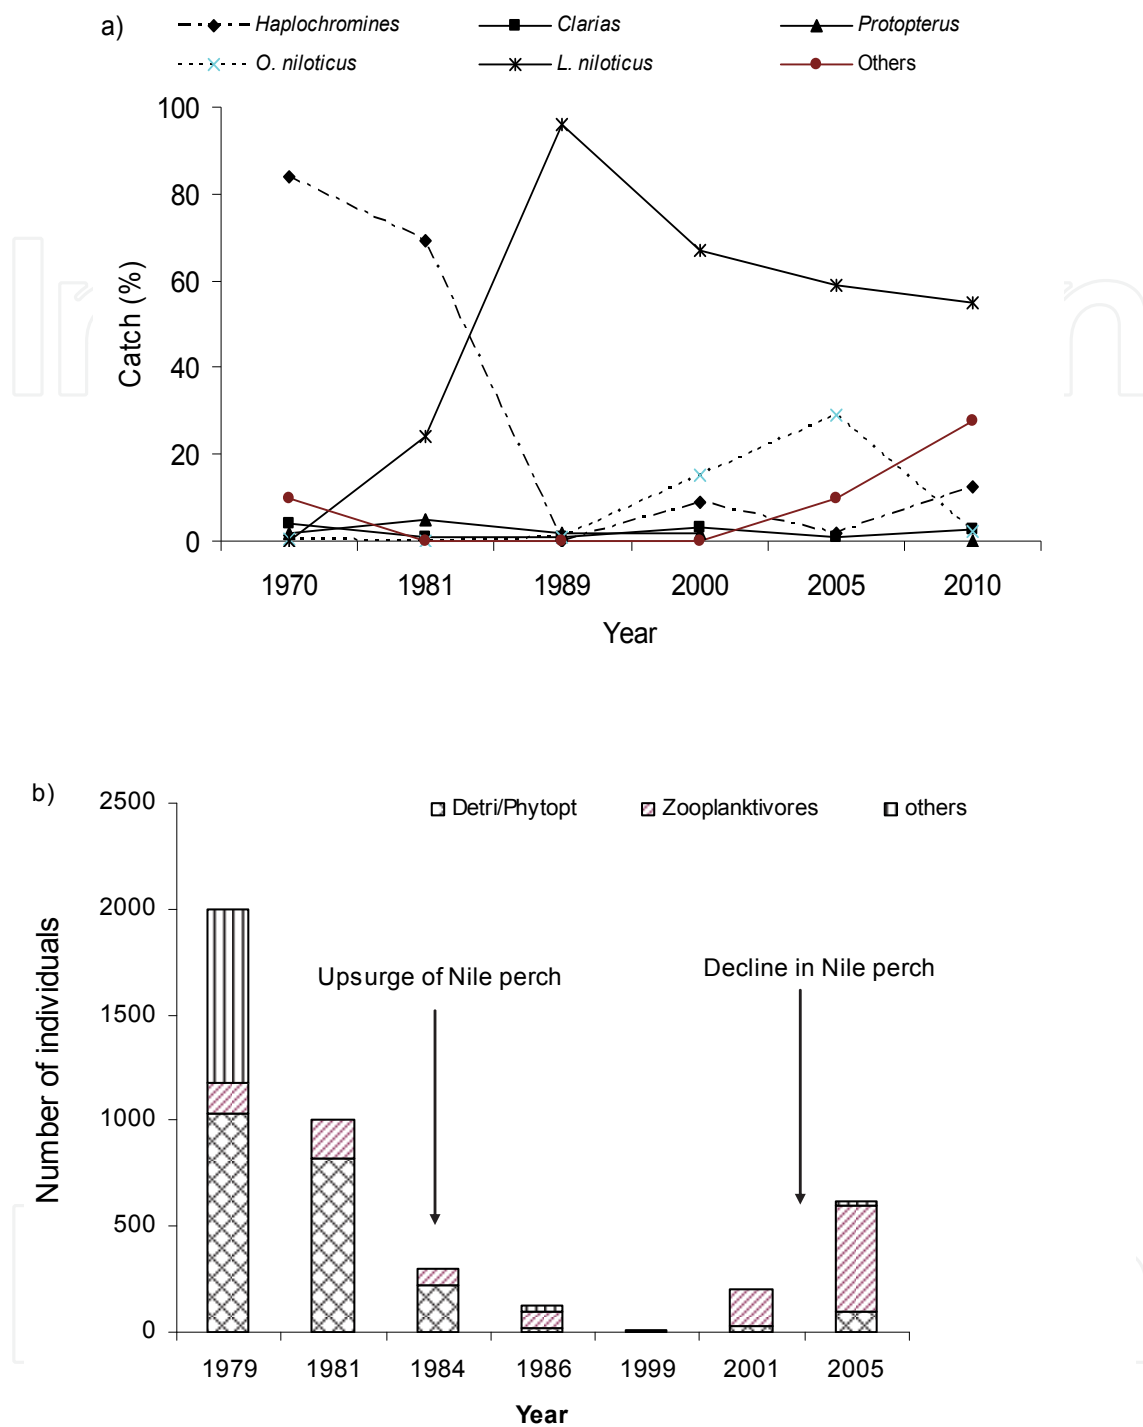 a)
Haplochromines Clarias Protopterus
O. niloticus L. niloticus Others
100
80
60
40
20
0
Catch (%)
1970 1981 1989 2000 2005 2010
Year
b)
Detri/Phytopt Zooplanktivores others
2500
2000
1500
1000
500
0
Number of individuals
Upsurge of Nile perch
Decline in Nile perch
1979 1981 1984 1986 1999 2001 2005
Year